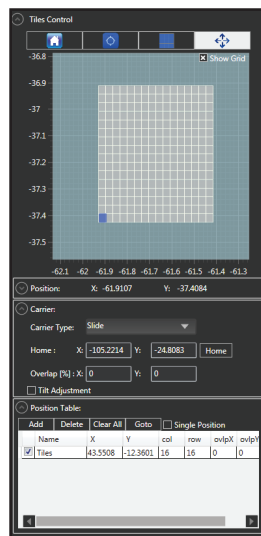 Tiles Control
Show Grid
-36.8
-36.9
-37
-37.1
-37.2
-37.3
-37.4
-37.5
-62.1 -62 -61.9 -61.8 -61.7 -61.6 -61.5 -61.4 -61.3
Position: X: -61.9107 Y: -37.4084
Carrier:
Carrier Type: Slide
Home : X: -105.2214 Y: -24.8083 Home
Overlap [%] : X: 0 Y: 0
Tilt Adjustment
Position Table:
Add Delete Clear All Goto Single Position
Name X Y col row ovlpX ovlpY
Tiles 43.5508 -12.3601 16 16 0 0